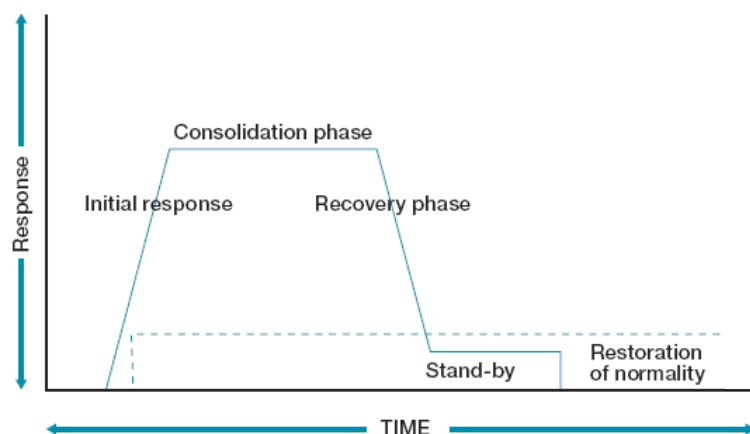 Consolidation phase
Initial response
Recovery phase
Response
Stand-by
Restoration
of normality
TIME